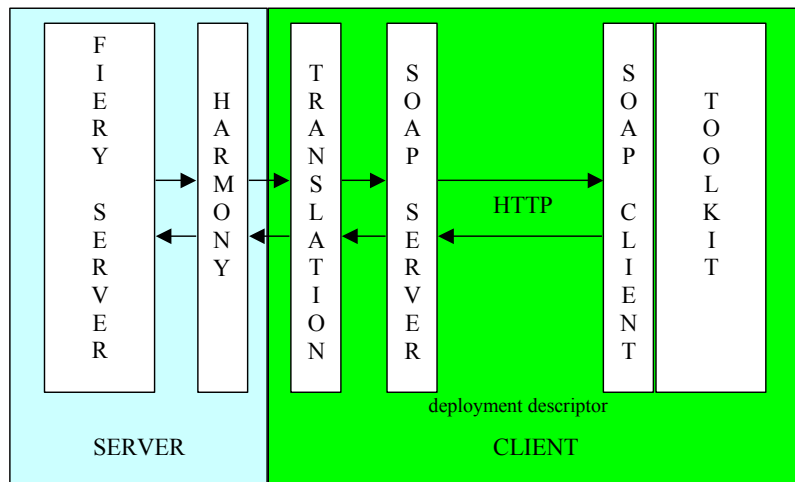 FIERY SERVER
HARMONY
TRANSLATION
SOAP SERVER
HTTP
SOAP CLIENT
TOOLKIT
deployment descriptor
SERVER
CLIENT